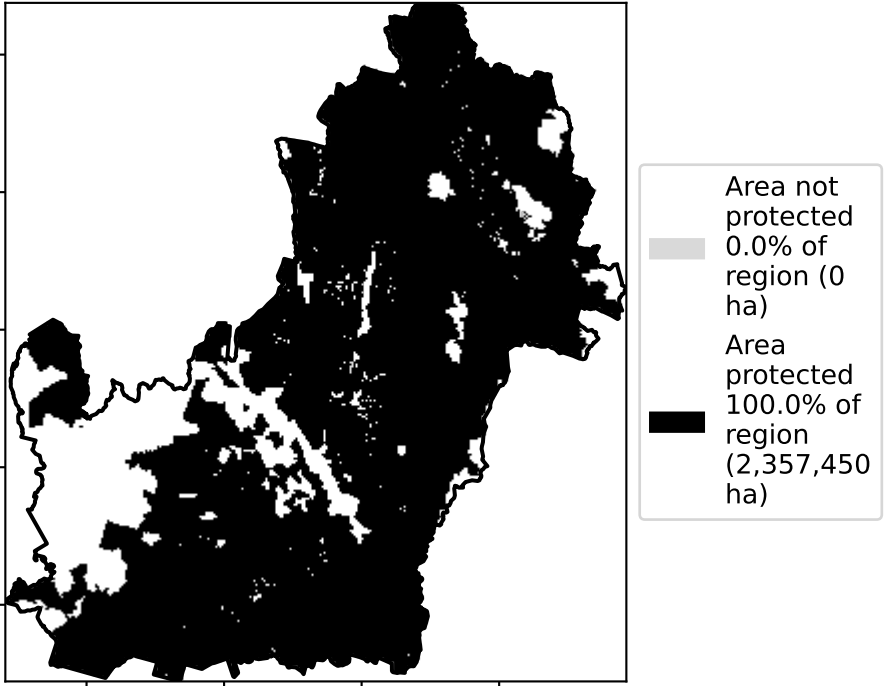 Area not
protected
0.0% of
region (0
ha)
Area
protected
100.0% of
region
(2,357,450
ha)